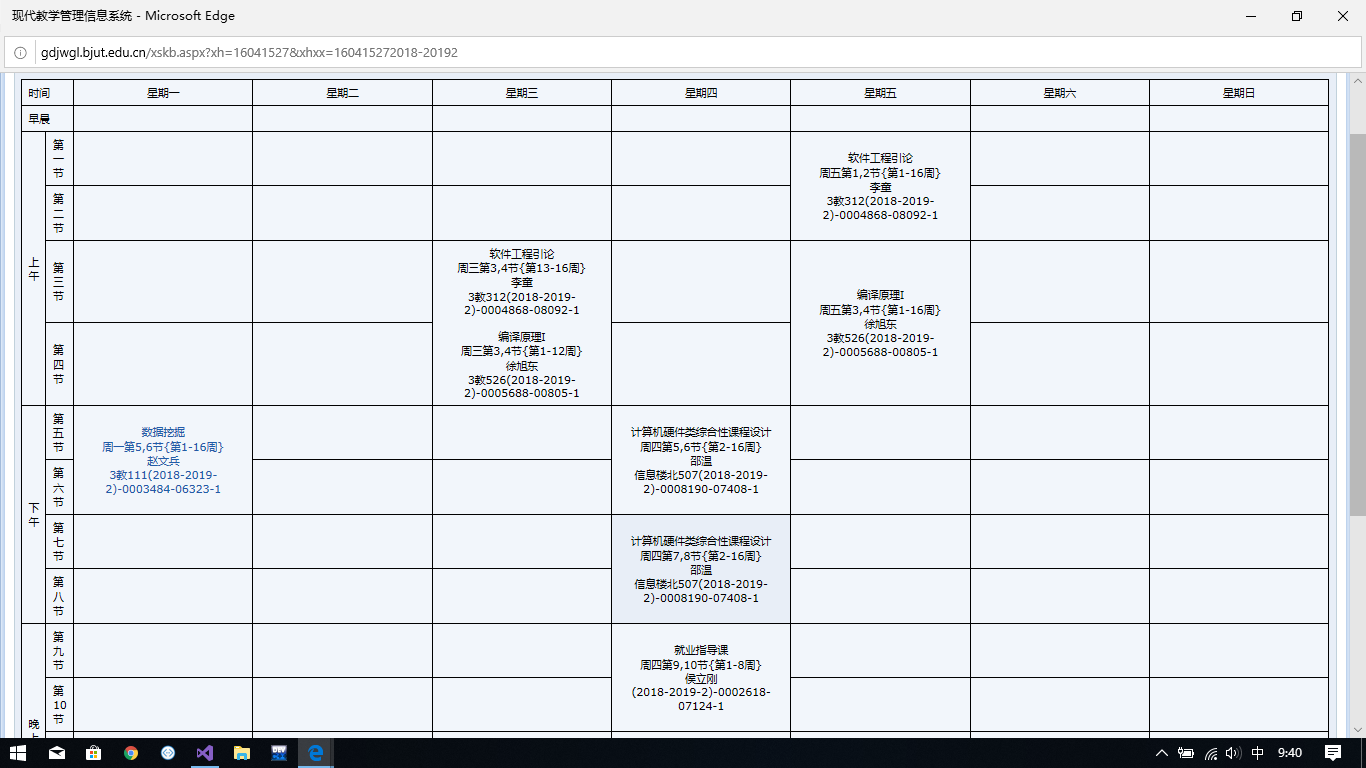 现代教学管理信息系统 - Microsoft Edge
gdjwgl.bjut.edu.cn/xskb.aspx?xh=16041527&xhxx=160415272018-20192
时间 星期一 星期二 星期三 星期四 星期五 星期六 星期日
早晨
上午
第一节
软件工程引论
周五第1,2节{第1-16周}
李童
3教312(2018-2019-
2)-0004868-08092-1
第二节
第三节
软件工程引论
周三第3,4节{第13-16周}
李童
3教312(2018-2019-
2)-0004868-08092-1
编译原理I
周三第3,4节{第1-12周}
徐旭东
3教526(2018-2019-
2)-0005688-00805-1
编译原理I
周五第3,4节{第1-16周}
徐旭东
3教526(2018-2019-
2)-0005688-00805-1
第四节
下午
第五节
数据挖掘
周一第5,6节{第1-16周}
赵文兵
3教111(2018-2019-
2)-0003484-06323-1
计算机硬件类综合性课程设计
周四第5,6节{第2-16周}
邵温
信息楼北507(2018-2019-
2)-0008190-07408-1
第六节
第七节
计算机硬件类综合性课程设计
周四第7,8节{第2-16周}
邵温
信息楼北507(2018-2019-
2)-0008190-07408-1
第八节
晚上
第九节
就业指导课
周四第9,10节{第1-8周}
侯立刚
(2018-2019-2)-0002618-
07124-1
第10节
中 9:40